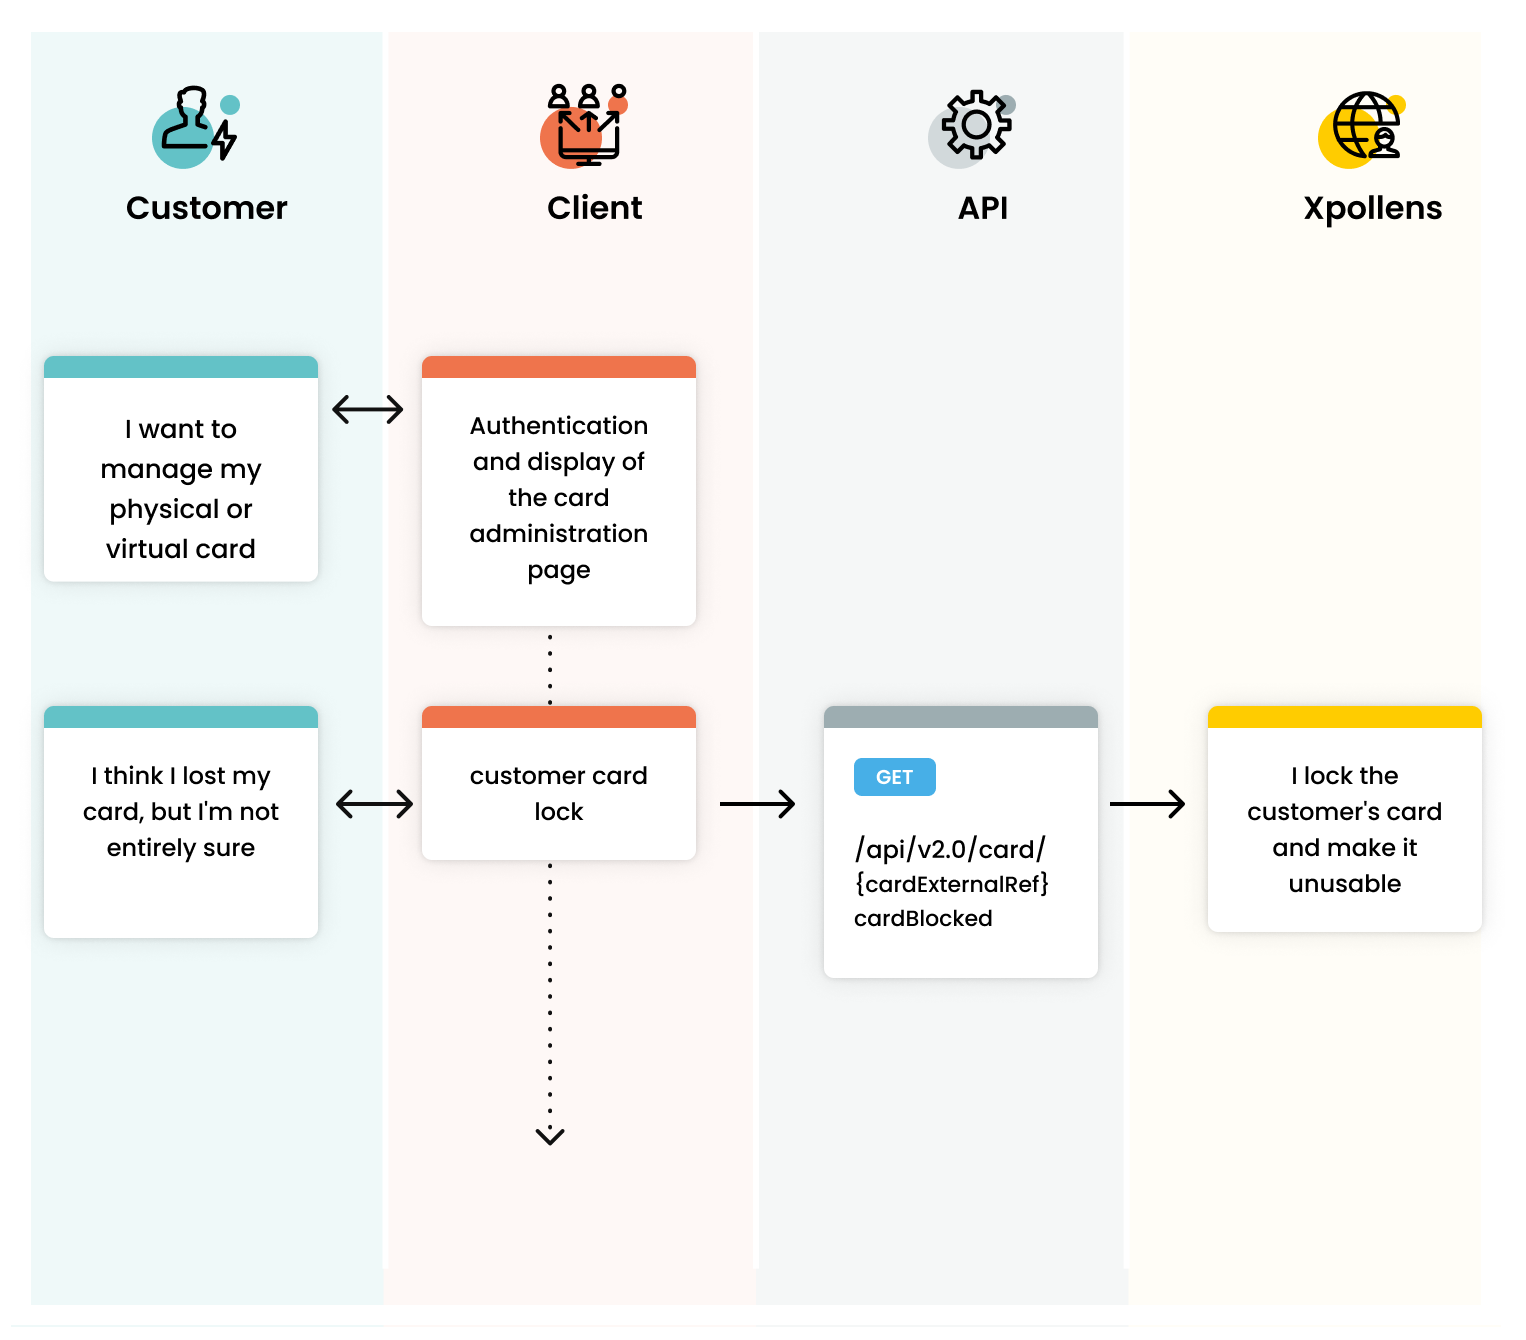 Customer
Client
API
Xpollens
I want to
manage my
physical or
virtual card
Authentication
and display of
the card
administration
page
I think I lost my
card, but I'm not
entirely sure
customer card
lock
GET
/api/v2.0/card/
{cardExternalRef}
cardBlocked
I lock the
customer's card
and make it
unusable